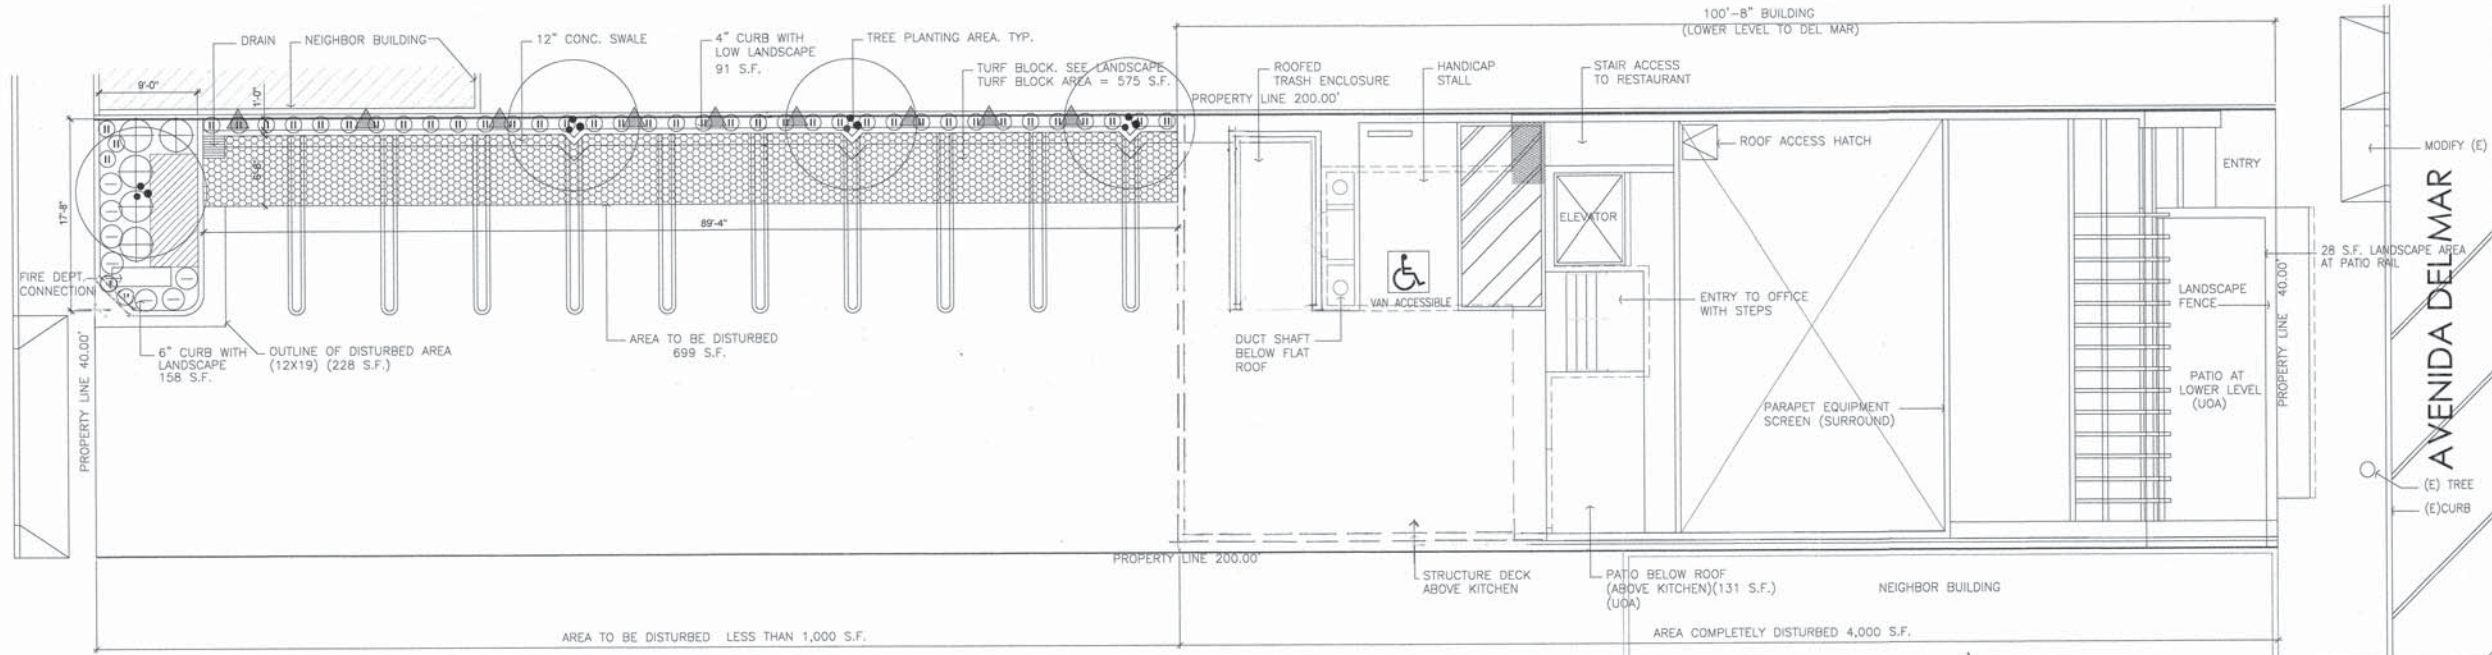 100'-8" BUILDING
(LOWER LEVEL TO DEL MAR)
DRAIN
NEIGHBOR BUILDING
12" CONC. SWALE
4" CURB WITH
LOW LANDSCAPE
91 S.F.
TREE PLANTING AREA. TYP.
TURF BLOCK. SEE LANDSCAPE
TURF BLOCK AREA = 575 S.F.
ROOFED
TRASH ENCLOSURE
HANDICAP
STALL
STAIR ACCESS
TO RESTAURANT
PROPERTY LINE 200.00'
9'-0"
1'-0"
6'-6"
17'-8"
89'-4"
ROOF ACCESS HATCH
ENTRY
MODIFY (E)
AVENIDA DEL MAR
ELEVATOR
28 S.F. LANDSCAPE AREA
AT PATIO RAIL
FIRE DEPT.
CONNECTION
VAN ACCESSIBLE
ENTRY TO OFFICE
WITH STEPS
LANDSCAPE
FENCE
PROPERTY LINE 40.00'
6" CURB WITH
LANDSCAPE
158 S.F.
OUTLINE OF DISTURBED AREA
(12X19) (228 S.F.)
AREA TO BE DISTURBED
699 S.F.
DUCT SHAFT
BELOW FLAT
ROOF
PROPERTY LINE 40.00'
PATIO AT
LOWER LEVEL
(UOA)
PARAPET EQUIPMENT
SCREEN (SURROUND)
(E) TREE
(E)CURB
PROPERTY LINE 200.00'
STRUCTURE DECK
ABOVE KITCHEN
PATIO BELOW ROOF
(ABOVE KITCHEN)(131 S.F.)
(UOA)
NEIGHBOR BUILDING
AREA TO BE DISTURBED LESS THAN 1,000 S.F.
AREA COMPLETELY DISTURBED 4,000 S.F.